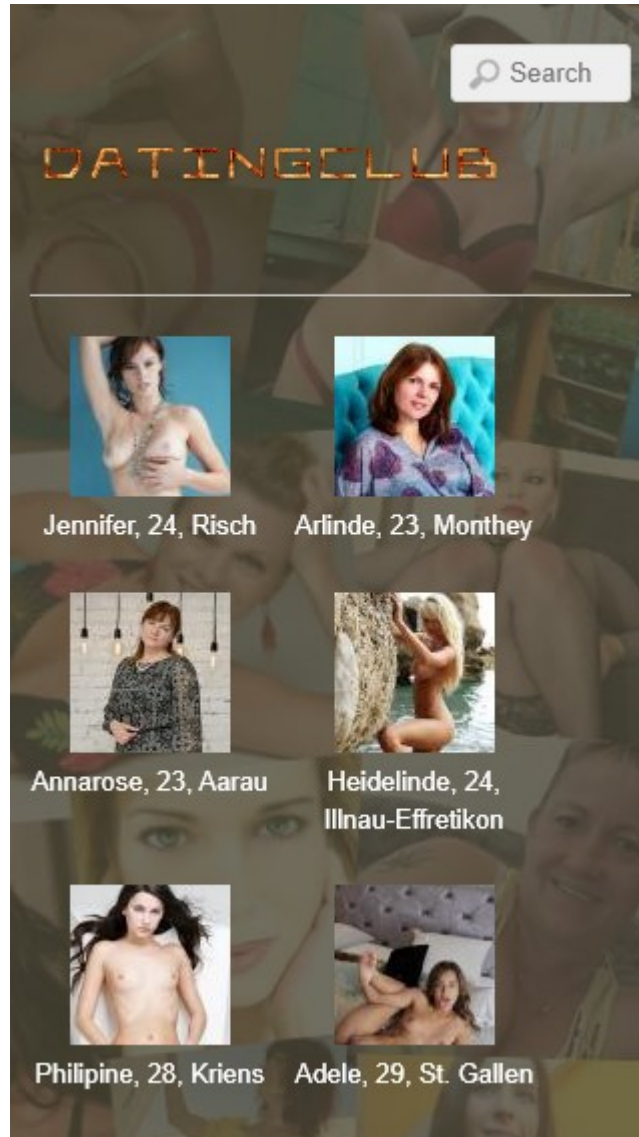 Search
DATINGCLUB
Jennifer, 24, Risch
Arlinde, 23, Monthey
Annarose, 23, Aarau
Heidelinde, 24,
Illnau-Effretikon
Philipine, 28, Kriens
Adele, 29, St. Gallen